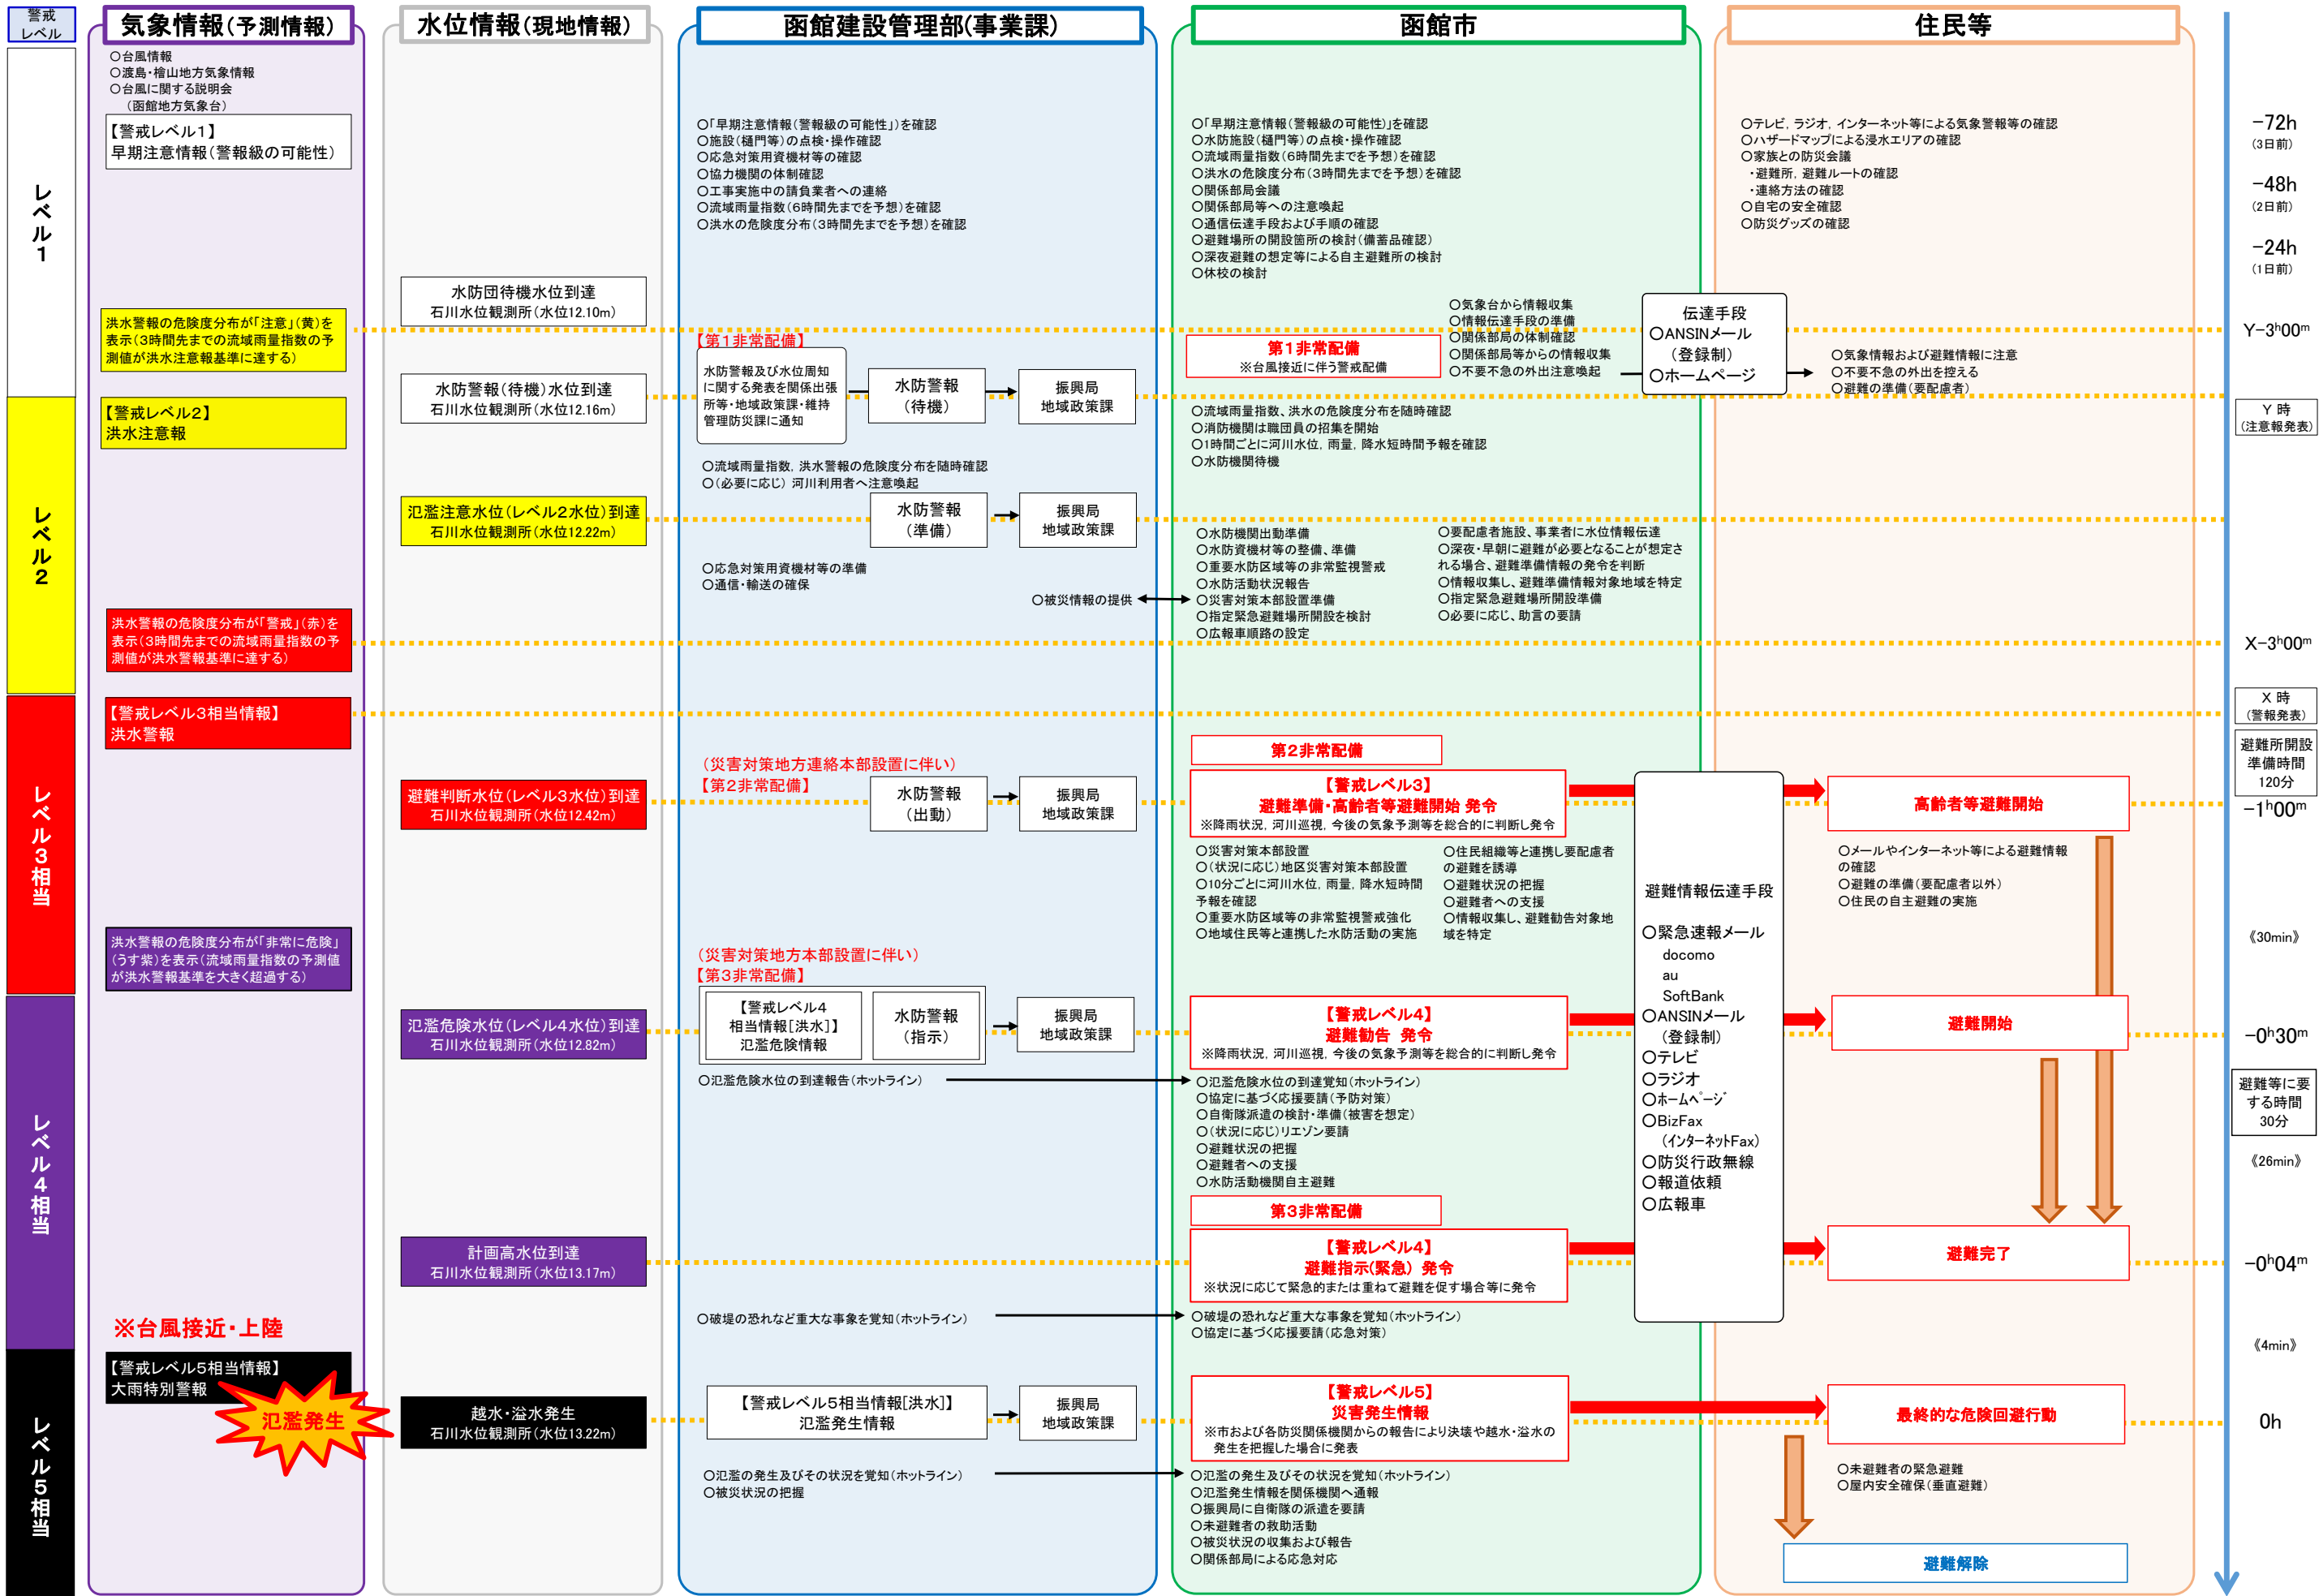 警戒
レベル
レベル1
レベル2
レベル3相当
レベル4相当
レベル5相当
気象情報(予測情報)
○台風情報
○渡島・檜山地方気象情報
○台風に関する説明会
(函館地方気象台)
【警戒レベル1】
早期注意情報(警報級の可能性)
洪水警報の危険度分布が「注意」(黄)を
表示(3時間先までの流域雨量指数の予
測値が洪水注意報基準に達する)
【警戒レベル2】
洪水注意報
洪水警報の危険度分布が「警戒」(赤)を
表示(3時間先までの流域雨量指数の予
測値が洪水警報基準に達する)
【警戒レベル3相当情報】
洪水警報
洪水警報の危険度分布が「非常に危険」
(うす紫)を表示(流域雨量指数の予測値
が洪水警報基準を大きく超過する)
※台風接近・上陸
【警戒レベル5相当情報】
大雨特別警報
氾濫発生
水位情報(現地情報)
水防団待機水位到達
石川水位観測所(水位12.10m)
水防警報(待機)水位到達
石川水位観測所(水位12.16m)
氾濫注意水位(レベル2水位)到達
石川水位観測所(水位12.22m)
避難判断水位(レベル3水位)到達
石川水位観測所(水位12.42m)
氾濫危険水位(レベル4水位)到達
石川水位観測所(水位12.82m)
計画高水位到達
石川水位観測所(水位13.17m)
越水・溢水発生
石川水位観測所(水位13.22m)
函館建設管理部(事業課)
○「早期注意情報(警報級の可能性」)を確認
○施設(樋門等)の点検・操作確認
○応急対策用資機材等の確認
○協力機関の体制確認
○工事実施中の請負業者への連絡
○流域雨量指数(6時間先までを予想)を確認
○洪水の危険度分布(3時間先までを予想)を確認
【第1非常配備】
水防警報及び水位周知
に関する発表を関係出張
所等・地域政策課・維持
管理防災課に通知
水防警報
(待機)
振興局
地域政策課
○流域雨量指数, 洪水警報の危険度分布を随時確認
○(必要に応じ) 河川利用者へ注意喚起
水防警報
(準備)
振興局
地域政策課
○応急対策用資機材等の準備
○通信・輸送の確保
○被災情報の提供
(災害対策地方連絡本部設置に伴い)
【第2非常配備】
水防警報
(出動)
振興局
地域政策課
(災害対策地方本部設置に伴い)
【第3非常配備】
【警戒レベル4
相当情報[洪水]】
氾濫危険情報
水防警報
(指示)
振興局
地域政策課
○氾濫危険水位の到達報告(ホットライン)
○破堤の恐れなど重大な事象を覚知(ホットライン)
【警戒レベル5相当情報[洪水]】
氾濫発生情報
振興局
地域政策課
○氾濫の発生及びその状況を覚知(ホットライン)
○被災状況の把握
函館市
○「早期注意情報(警報級の可能性)」を確認
○水防施設(樋門等)の点検・操作確認
○流域雨量指数(6時間先までを予想)を確認
○洪水の危険度分布(3時間先までを予想)を確認
○関係部局会議
○関係部局等への注意喚起
○通信伝達手段および手順の確認
○避難場所の開設箇所の検討(備蓄品確認)
○深夜避難の想定等による自主避難所の検討
○休校の検討
第1非常配備
※台風接近に伴う警戒配備
○気象台から情報収集
○情報伝達手段の準備
○関係部局の体制確認
○関係部局等からの情報収集
○不要不急の外出注意喚起
○流域雨量指数、洪水の危険度分布を随時確認
○消防機関は職団員の招集を開始
○1時間ごとに河川水位, 雨量, 降水短時間予報を確認
○水防機関待機
○水防機関出動準備
○水防資機材等の整備、準備
○重要水防区域等の非常監視警戒
○水防活動状況報告
○災害対策本部設置準備
○指定緊急避難場所開設を検討
○広報車順路の設定
○要配慮者施設、事業者に水位情報伝達
○深夜・早朝に避難が必要となることが想定さ
れる場合、避難準備情報の発令を判断
○情報収集し、避難準備情報対象地域を特定
○指定緊急避難場所開設準備
○必要に応じ、助言の要請
第2非常配備
【警戒レベル3】
避難準備・高齢者等避難開始 発令
※降雨状況, 河川巡視, 今後の気象予測等を総合的に判断し発令
○災害対策本部設置
○(状況に応じ)地区災害対策本部設置
○10分ごとに河川水位, 雨量, 降水短時間
予報を確認
○重要水防区域等の非常監視警戒強化
○地域住民等と連携した水防活動の実施
○住民組織等と連携し要配慮者
の避難を誘導
○避難状況の把握
○避難者への支援
○情報収集し、避難勧告対象地
域を特定
【警戒レベル4】
避難勧告 発令
※降雨状況, 河川巡視, 今後の気象予測等を総合的に判断し発令
○氾濫危険水位の到達覚知(ホットライン)
○協定に基づく応援要請(予防対策)
○自衛隊派遣の検討・準備(被害を想定)
○(状況に応じ)リエゾン要請
○避難状況の把握
○避難者への支援
○水防活動機関自主避難
第3非常配備
【警戒レベル4】
避難指示(緊急) 発令
※状況に応じて緊急的または重ねて避難を促す場合等に発令
○破堤の恐れなど重大な事象を覚知(ホットライン)
○協定に基づく応援要請(応急対策)
【警戒レベル5】
災害発生情報
※市および各防災関係機関からの報告により決壊や越水・溢水の
発生を把握した場合に発表
○氾濫の発生及びその状況を覚知(ホットライン)
○氾濫発生情報を関係機関へ通報
○振興局に自衛隊の派遣を要請
○未避難者の救助活動
○被災状況の収集および報告
○関係部局による応急対応
伝達手段
○ANSINメール
(登録制)
○ホームページ
避難情報伝達手段
○緊急速報メール
docomo
au
SoftBank
○ANSINメール
(登録制)
○テレビ
○ラジオ
○ホームページ
○BizFax
(インターネットFax)
○防災行政無線
○報道依頼
○広報車
住民等
○テレビ, ラジオ, インターネット等による気象警報等の確認
○ハザードマップによる浸水エリアの確認
○家族との防災会議
・避難所, 避難ルートの確認
・連絡方法の確認
○自宅の安全確認
○防災グッズの確認
○気象情報および避難情報に注意
○不要不急の外出を控える
○避難の準備(要配慮者)
高齢者等避難開始
○メールやインターネット等による避難情報
の確認
○避難の準備(要配慮者以外)
○住民の自主避難の実施
避難開始
避難完了
最終的な危険回避行動
○未避難者の緊急避難
○屋内安全確保(垂直避難)
避難解除
-72h
(3日前)
-48h
(2日前)
-24h
(1日前)
Y-3h00m
Y 時
(注意報発表)
X-3h00m
X 時
(警報発表)
避難所開設
準備時間
120分
-1h00m
《30min》
-0h30m
避難等に要
する時間
30分
《26min》
-0h04m
《4min》
0h